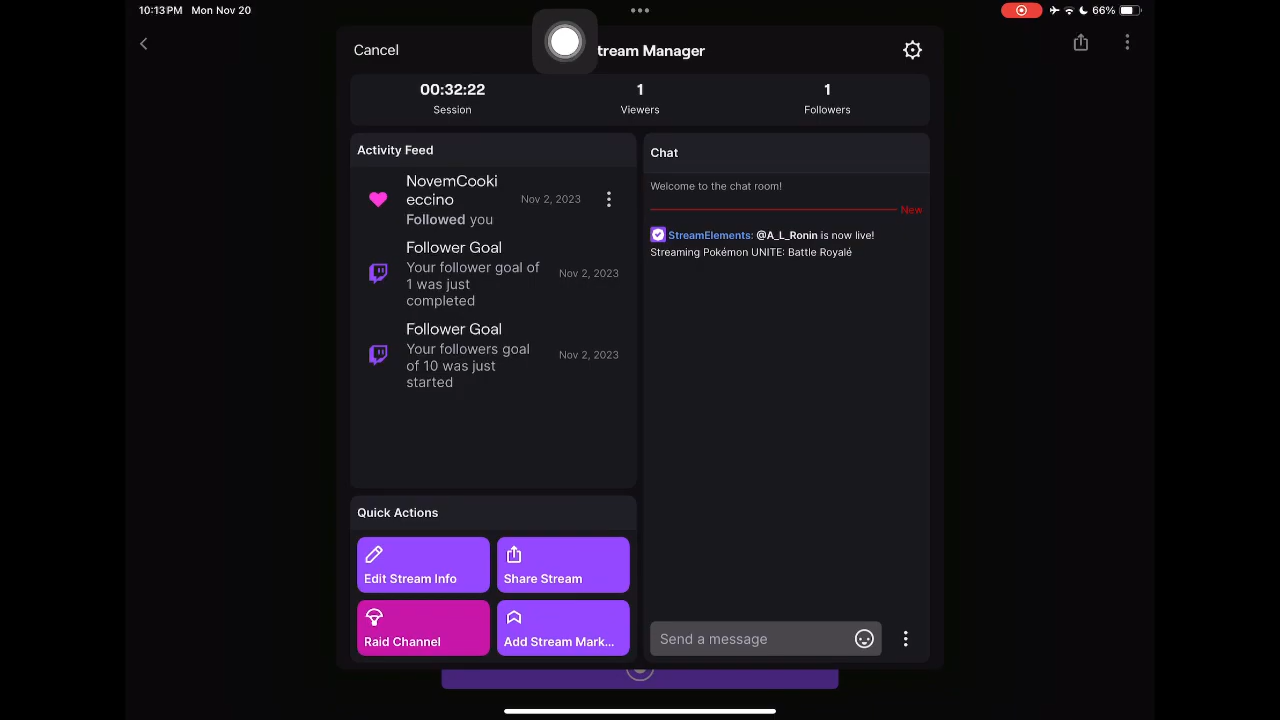 10:13 PM Mon Nov 20
66%
Cancel
tream Manager
00:32:22
Session
1
Viewers
1
Followers
Activity Feed
NovemCooki
eccino
Followed you
Nov 2, 2023
Follower Goal
Your follower goal of
1 was just
completed
Nov 2, 2023
Follower Goal
Your followers goal
of 10 was just
started
Nov 2, 2023
Quick Actions
Edit Stream Info
Share Stream
Raid Channel
Add Stream Mark...
Chat
Welcome to the chat room!
New
StreamElements: @A_L_Ronin is now live!
Streaming Pokémon UNITE: Battle Royalé
Send a message